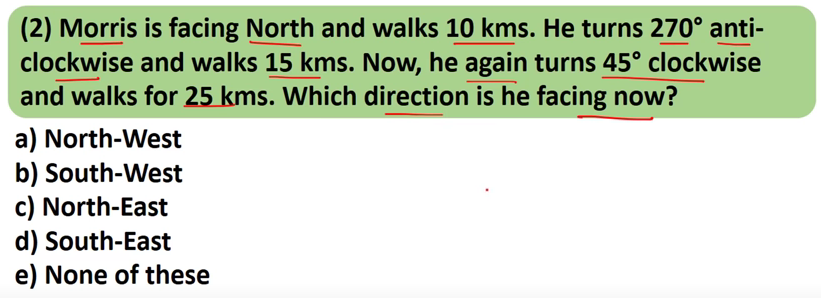 (2) Morris is facing North and walks 10 kms. He turns 270° anti-
clockwise and walks 15 kms. Now, he again turns 45° clockwise
and walks for 25 kms. Which direction is he facing now?
a) North-West
b) South-West
c) North-East
d) South-East
e) None of these